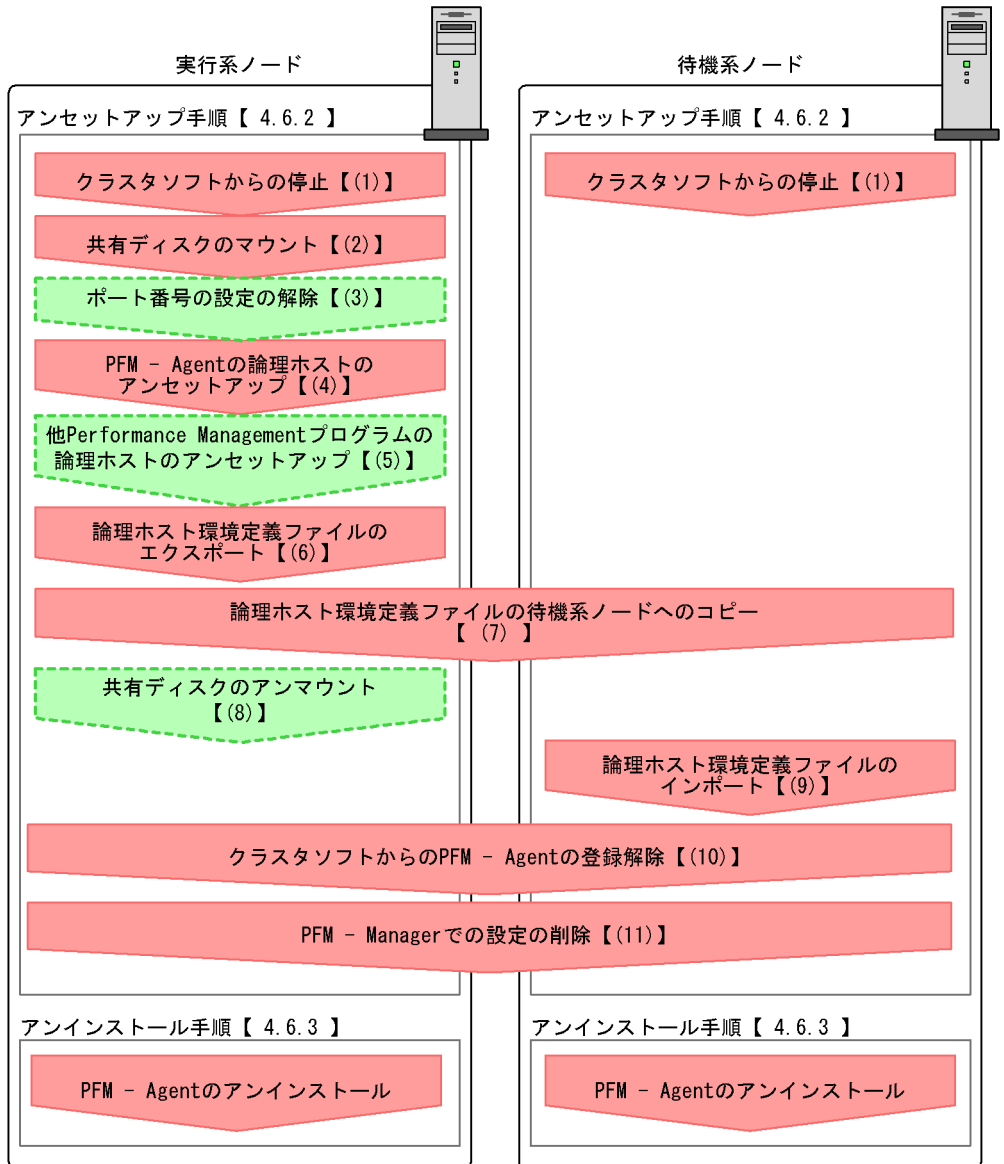 実行系ノード
待機系ノード
アンセットアップ手順【 4.6.2 】
アンセットアップ手順【 4.6.2 】
クラスタソフトからの停止【(1)】
クラスタソフトからの停止【(1)】
共有ディスクのマウント【(2)】
ポート番号の設定の解除【(3)】
PFM - Agentの論理ホストの
アンセットアップ【(4)】
他Performance Managementプログラムの
論理ホストのアンセットアップ【(5)】
論理ホスト環境定義ファイルの
エクスポート【(6)】
論理ホスト環境定義ファイルの待機系ノードへのコピー
【 (7) 】
共有ディスクのアンマウント
【(8)】
論理ホスト環境定義ファイルの
インポート【(9)】
クラスタソフトからのPFM - Agentの登録解除【(10)】
PFM - Managerでの設定の削除【(11)】
アンインストール手順【 4.6.3 】
アンインストール手順【 4.6.3 】
PFM - Agentのアンインストール
PFM - Agentのアンインストール